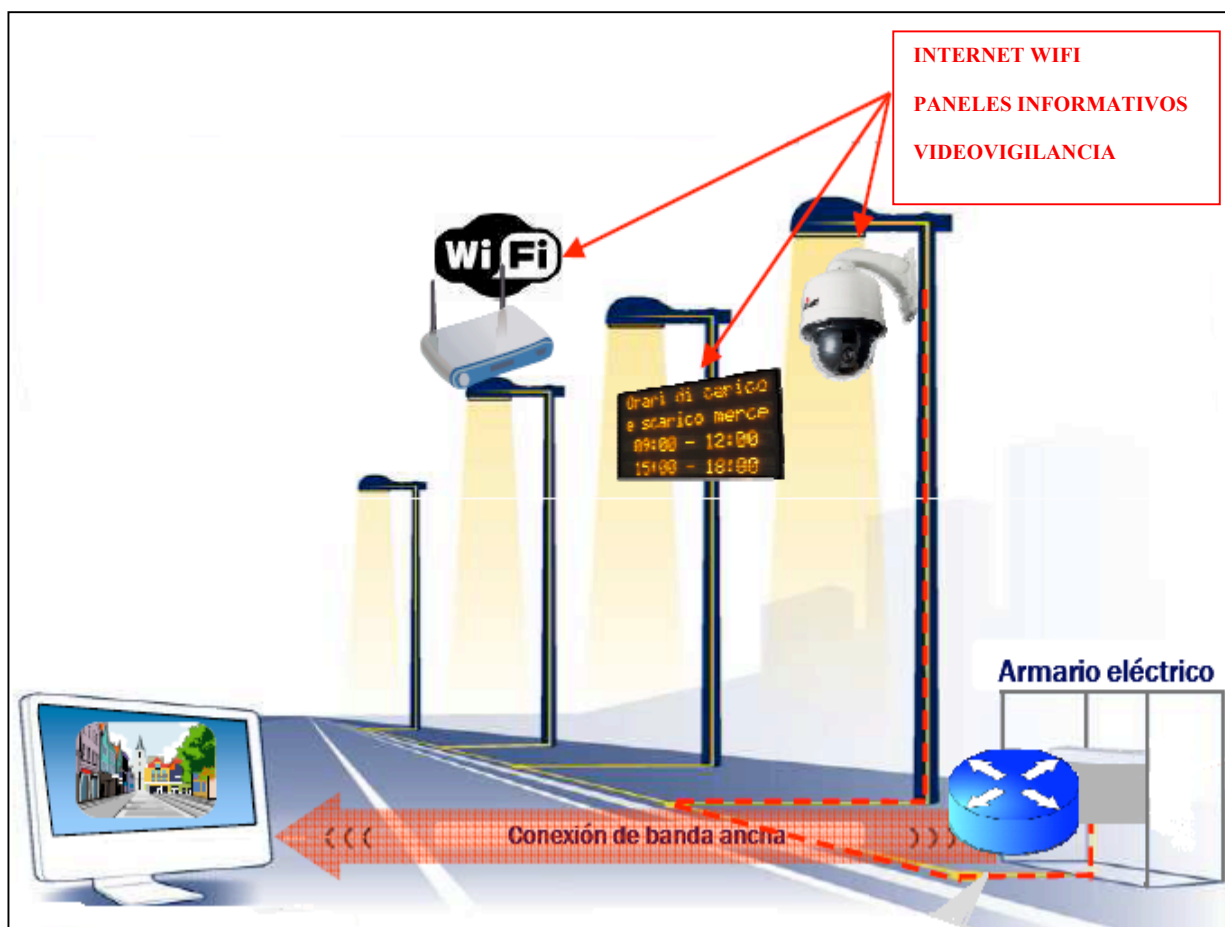 INTERNET WIFI
PANELES INFORMATIVOS
VIDEOVIGILANCIA
WiFi
Orari di carico
e scarico merce
09:00 - 12:00
15:00 - 18:00
Armario eléctrico
Conexión de banda ancha